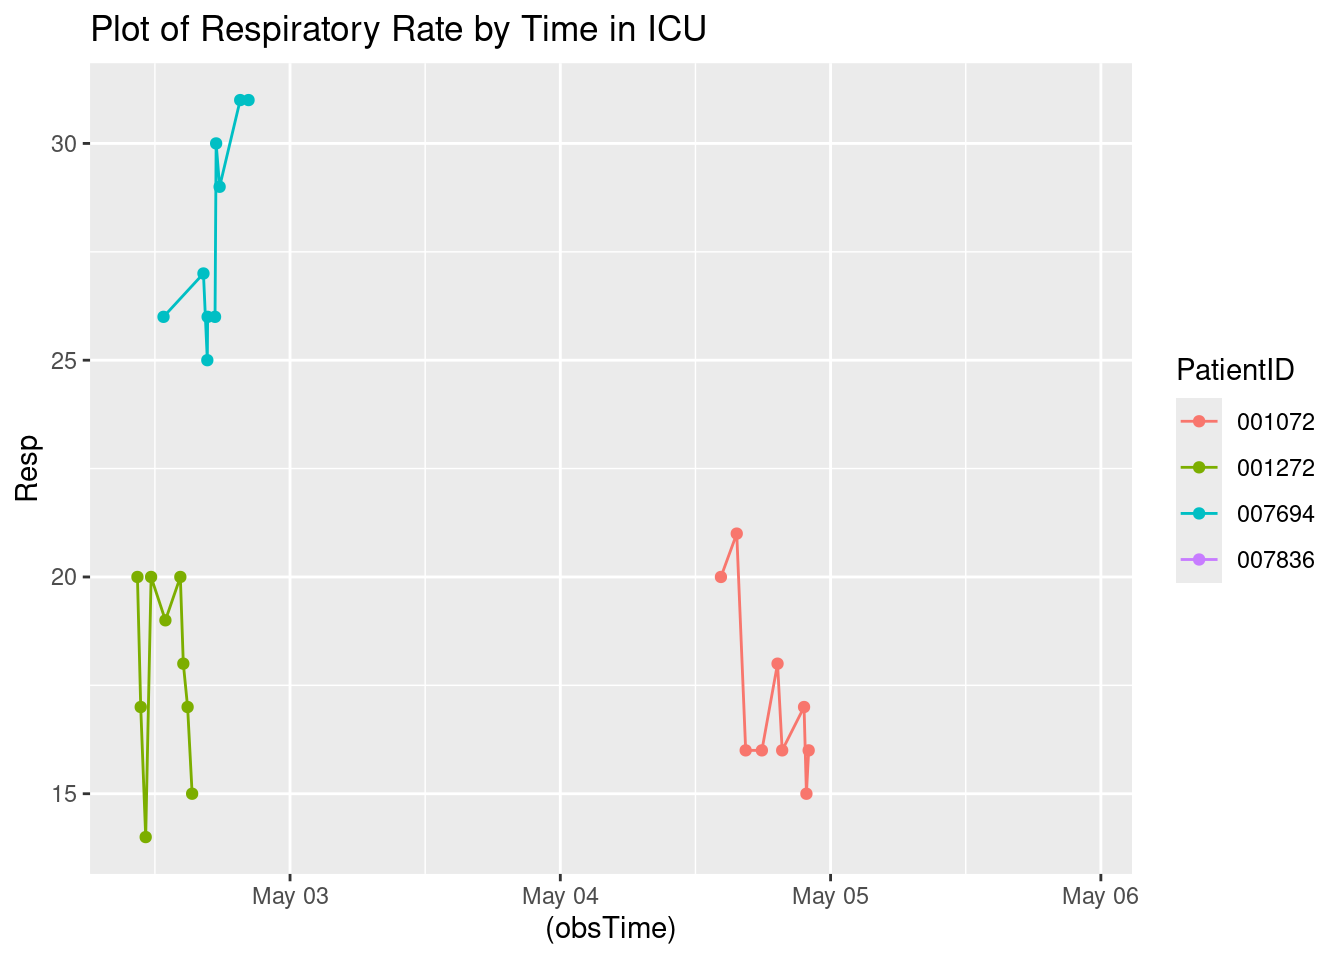 Plot of Respiratory Rate by Time in ICU
30
25
20
15
Resp
May 03
May 04
May 05
May 06
(obsTime)
PatientID
001072
001272
007694
007836